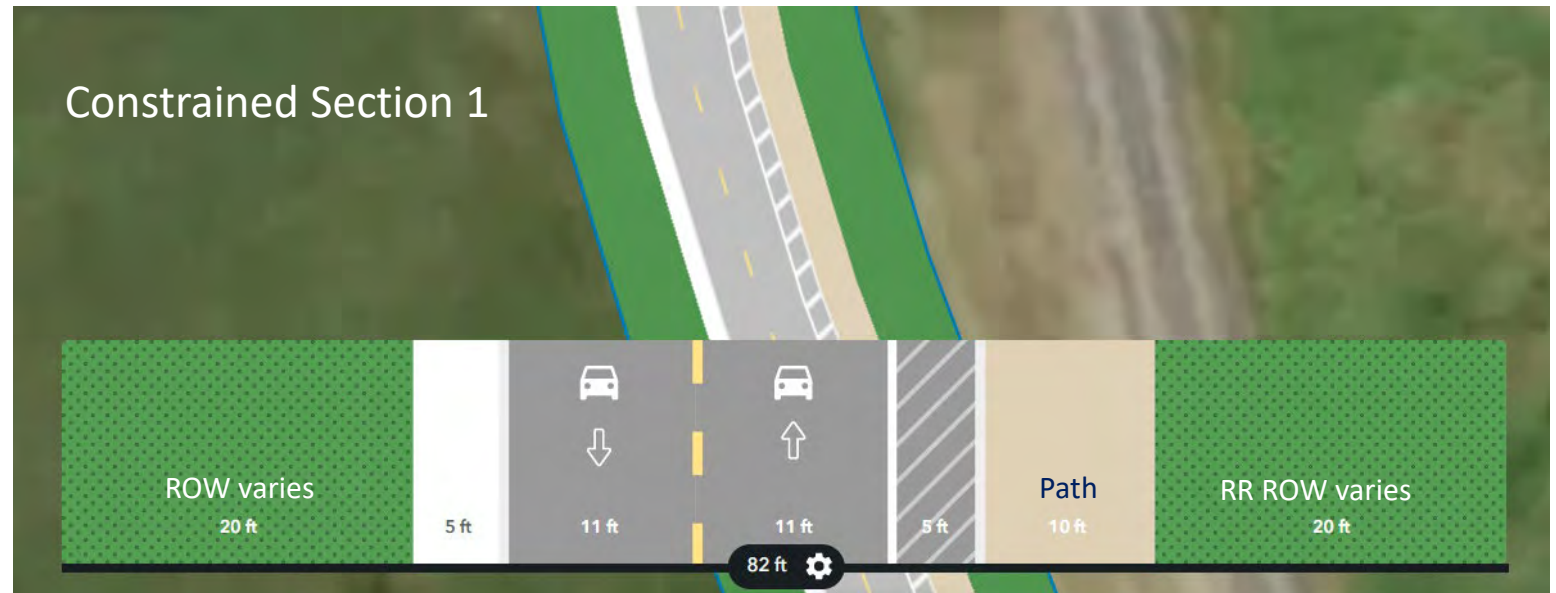 Constrained Section 1
ROW varies
20 ft
5 ft
11 ft
11 ft
5 ft
Path
10 ft
RR ROW varies
20 ft
82 ft